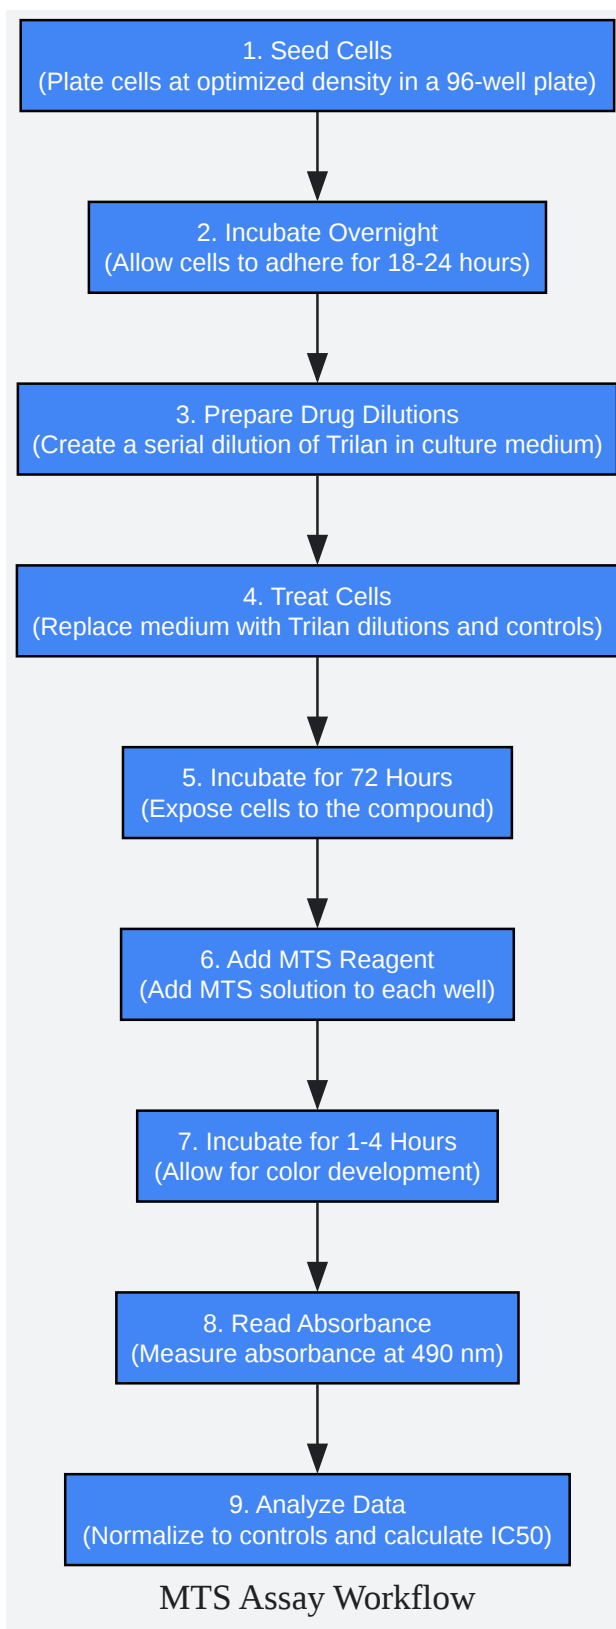 1. Seed Cells
(Plate cells at optimized density in a 96-well plate)
2. Incubate Overnight
(Allow cells to adhere for 18-24 hours)
3. Prepare Drug Dilutions
(Create a serial dilution of Trilan in culture medium)
4. Treat Cells
(Replace medium with Trilan dilutions and controls)
5. Incubate for 72 Hours
(Expose cells to the compound)
6. Add MTS Reagent
(Add MTS solution to each well)
7. Incubate for 1-4 Hours
(Allow for color development)
8. Read Absorbance
(Measure absorbance at 490 nm)
9. Analyze Data
(Normalize to controls and calculate IC50)
MTS Assay Workflow